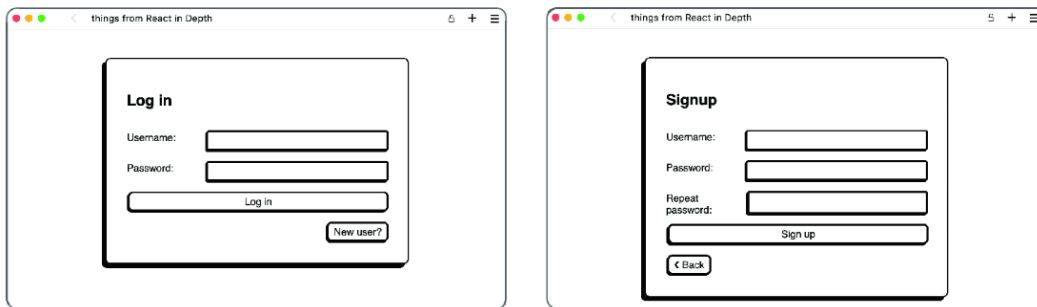 things from React in Depth
Log in
Username:
Password:
Log in
New user?
things from React in Depth
Signup
Username:
Password:
Repeat
password:
Sign up
Back